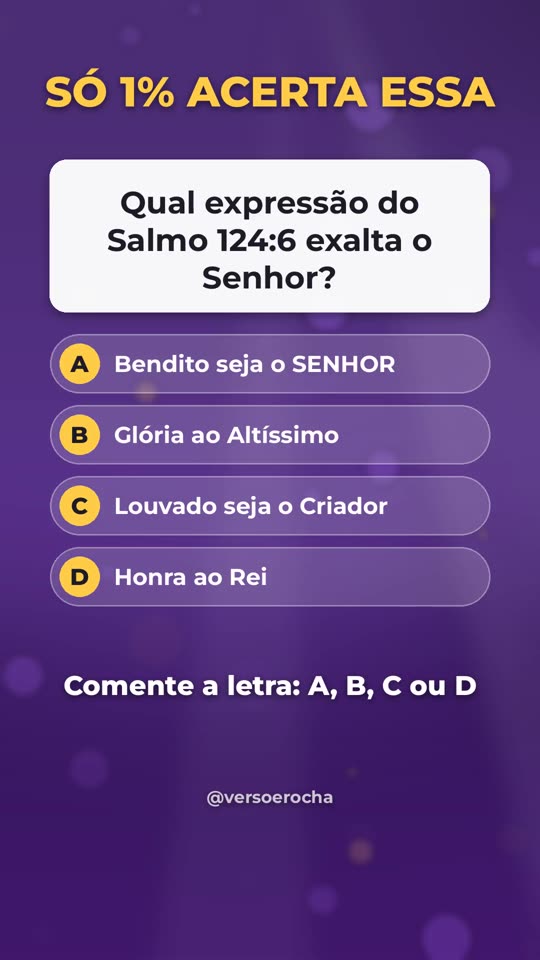 SÓ 1% ACERTA ESSA
Qual expressão do
Salmo 124:6 exalta o
Senhor?
A Bendito seja o SENHOR
B Glória ao Altíssimo
C Louvado seja o Criador
D Honra ao Rei
Comente a letra: A, B, C ou D
@versoerocha